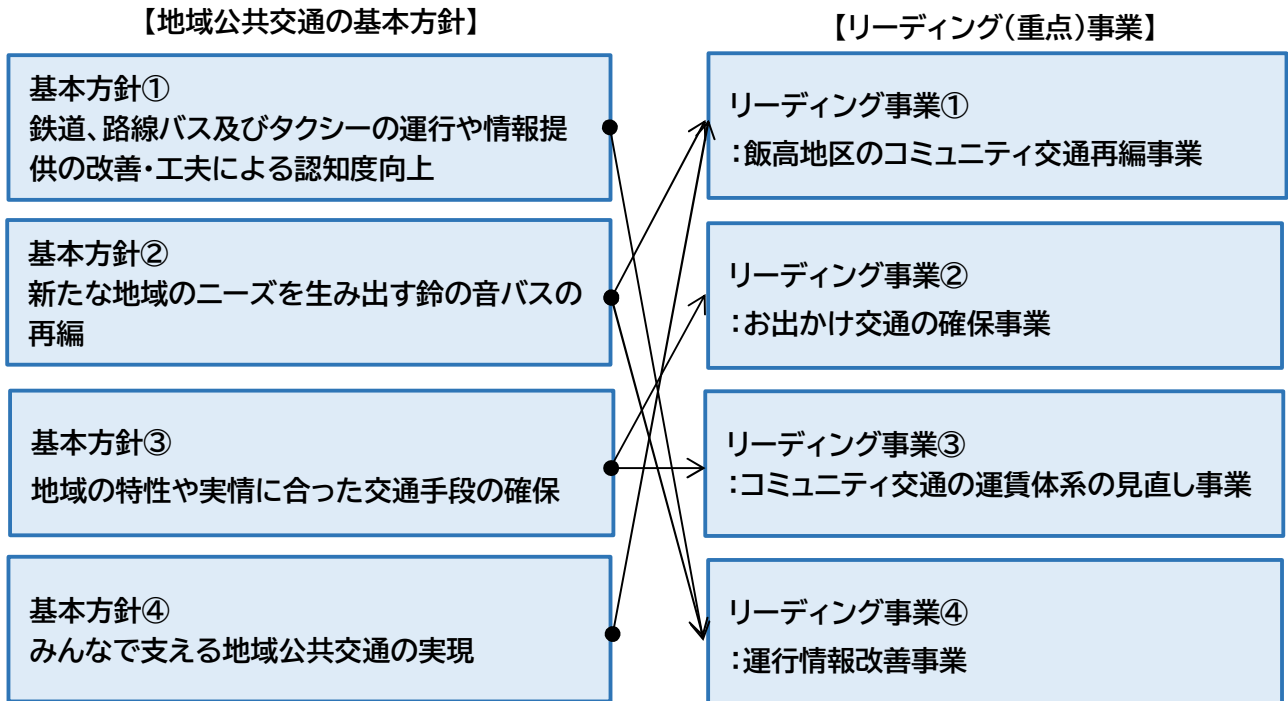 【地域公共交通の基本方針】
基本方針①
鉄道、路線バス及びタクシーの運行や情報提
供の改善・工夫による認知度向上
基本方針②
新たな地域のニーズを生み出す鈴の音バスの
再編
基本方針③
地域の特性や実情に合った交通手段の確保
基本方針④
みんなで支える地域公共交通の実現
【リーディング(重点)事業】
リーディング事業①
：飯高地区のコミュニティ交通再編事業
リーディング事業②
：お出かけ交通の確保事業
リーディング事業③
：コミュニティ交通の運賃体系の見直し事業
リーディング事業④
：運行情報改善事業